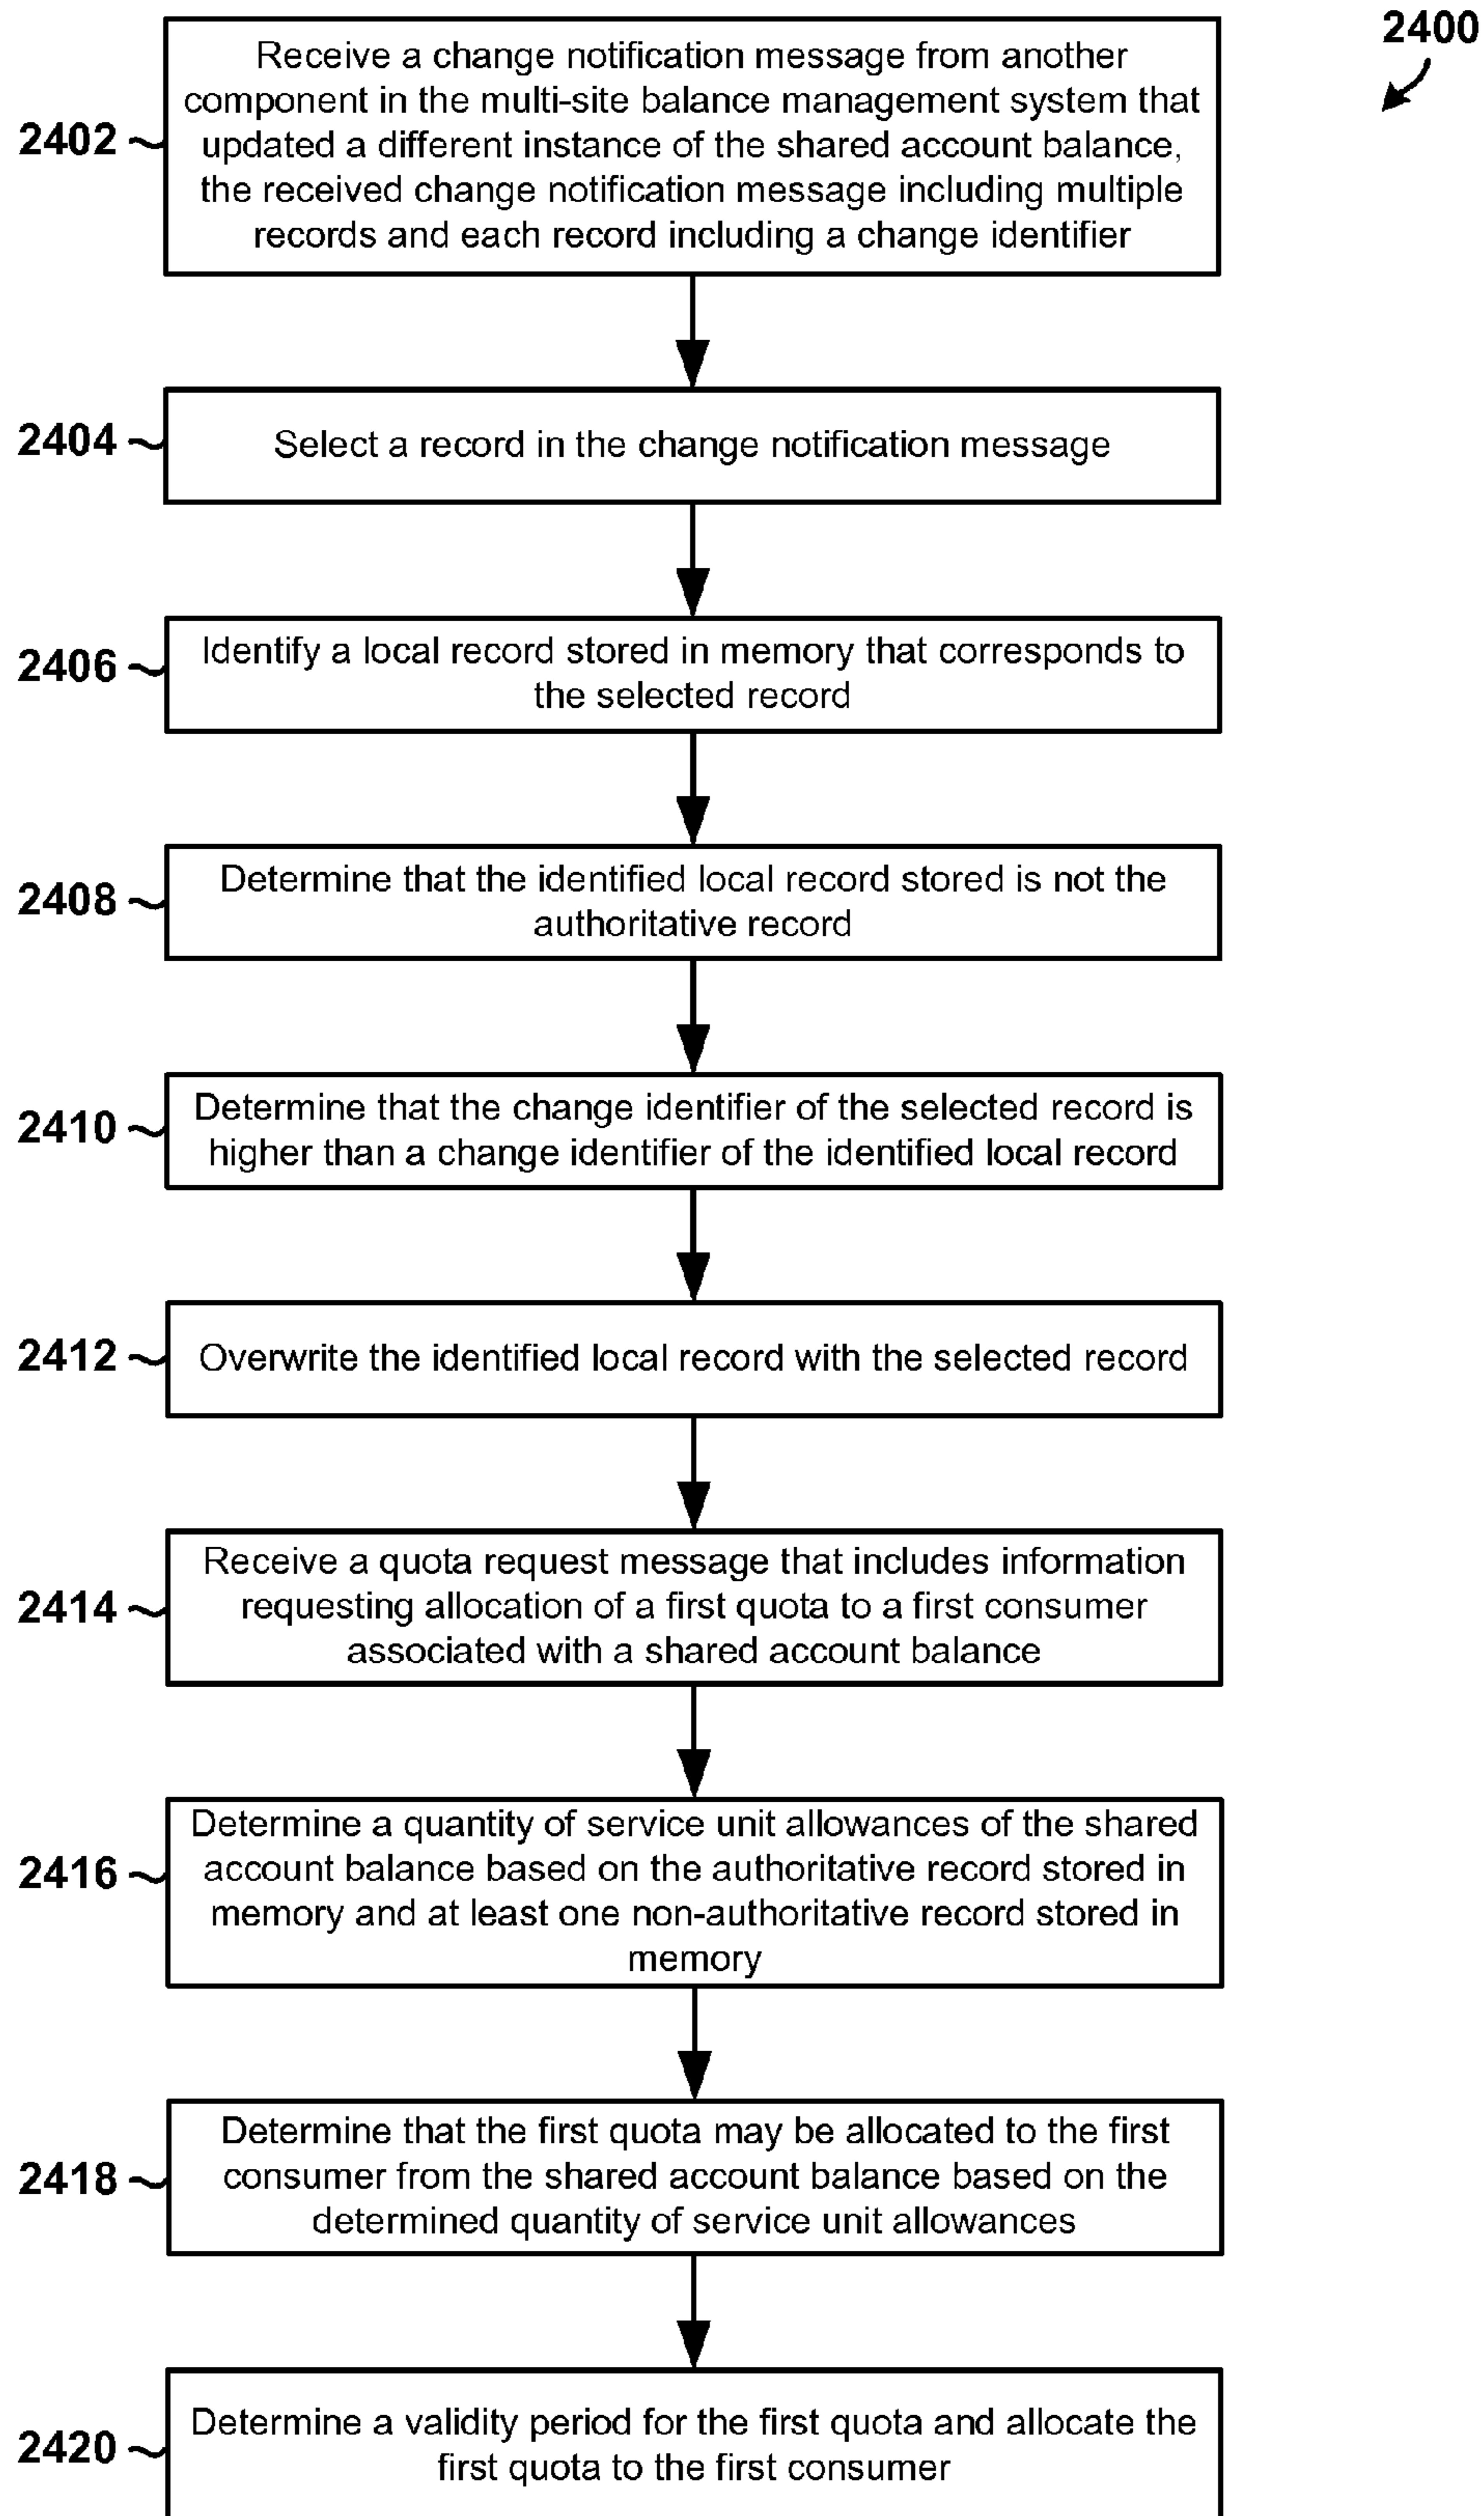 2400
2402
Receive a change notification message from another
component in the multi-site balance management system that
updated a different instance of the shared account balance,
the received change notification message including multiple
records and each record including a change identifier
2404
Select a record in the change notification message
2406
Identify a local record stored in memory that corresponds to
the selected record
2408
Determine that the identified local record stored is not the
authoritative record
2410
Determine that the change identifier of the selected record is
higher than a change identifier of the identified local record
2412
Overwrite the identified local record with the selected record
2414
Receive a quota request message that includes information
requesting allocation of a first quota to a first consumer
associated with a shared account balance
2416
Determine a quantity of service unit allowances of the shared
account balance based on the authoritative record stored in
memory and at least one non-authoritative record stored in
memory
2418
Determine that the first quota may be allocated to the first
consumer from the shared account balance based on the
determined quantity of service unit allowances
2420
Determine a validity period for the first quota and allocate the
first quota to the first consumer